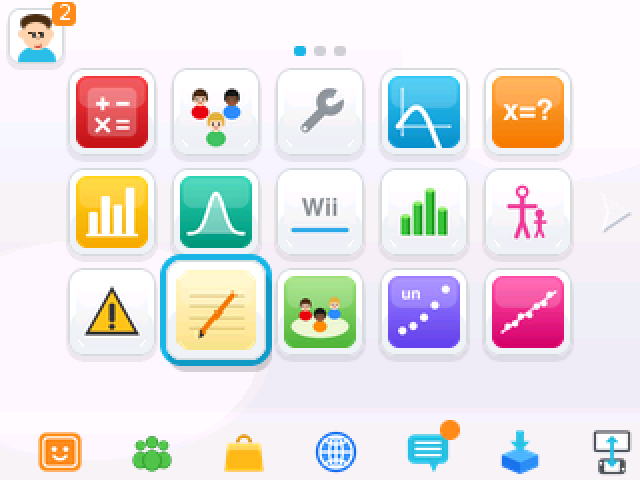 2
+ -
× =
x=?
Wii
un